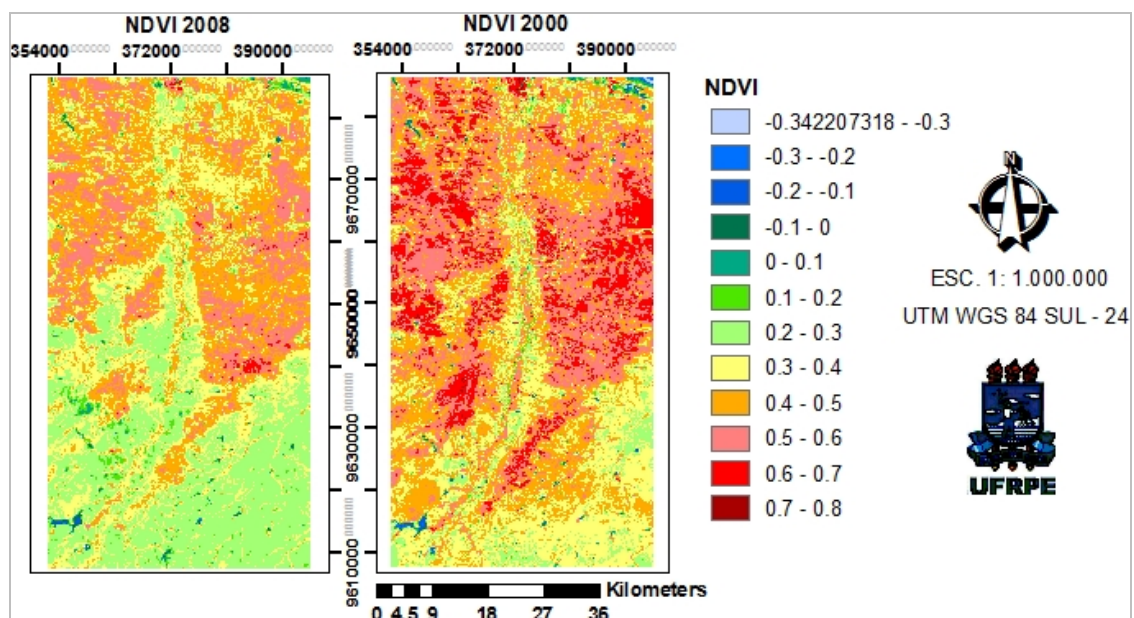 NDVI 2008
NDVI 2000
354000 372000 390000
354000 372000 390000
9670000
9650000
9630000
9610000
NDVI
-0.342207318 - -0.3
-0.3 - -0.2
-0.2 - -0.1
-0.1 - 0
0 - 0.1
0.1 - 0.2
0.2 - 0.3
0.3 - 0.4
0.4 - 0.5
0.5 - 0.6
0.6 - 0.7
0.7 - 0.8
N
ESC. 1: 1.000.000
UTM WGS 84 SUL - 24
UFRPE
Kilometers
0 4,5 9 18 27 36